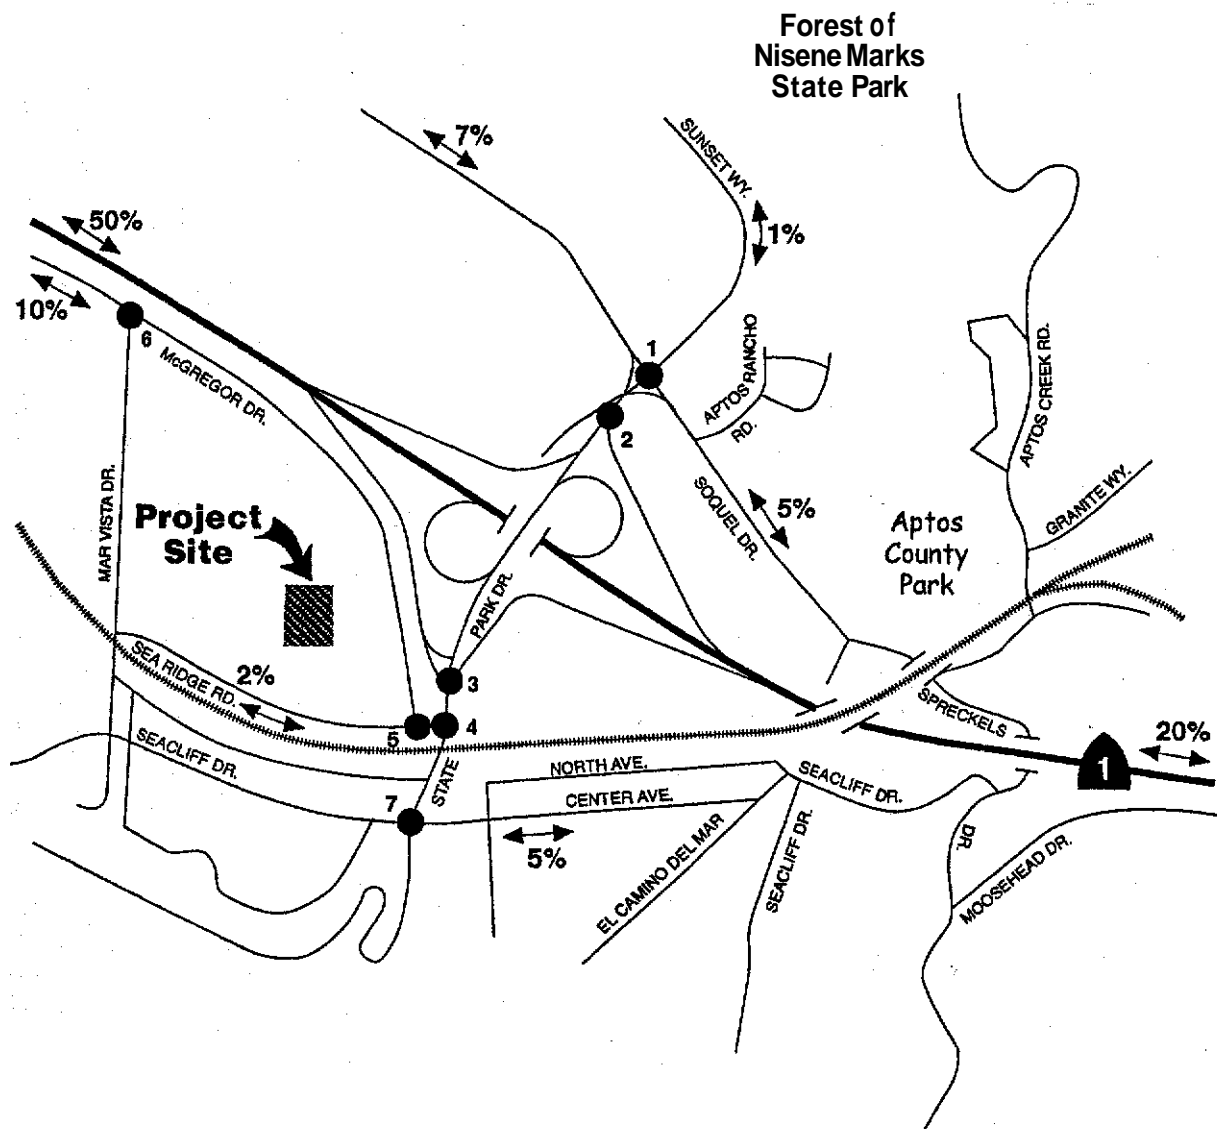 Forest of
Nisene Marks
State Park
7%
SUNSET WY.
50%
1%
10%
6
McGREGOR DR.
1
APTOS RANCHO
RD.
2
APTOS CREEK RD.
MAR VISTA DR.
Project
Site
SOQUEL DR.
5%
Aptos
County
Park
GRANITE WY.
PARK DR.
SEA RIDGE RD.
2%
3
5
4
SPRECKELS
20%
1
SEACLIFF DR.
STATE
NORTH AVE.
SEACLIFF DR.
7
CENTER AVE.
5%
EL CAMINO DEL MAR
SEACLIFF DR.
DR.
MOOSEHEAD DR.